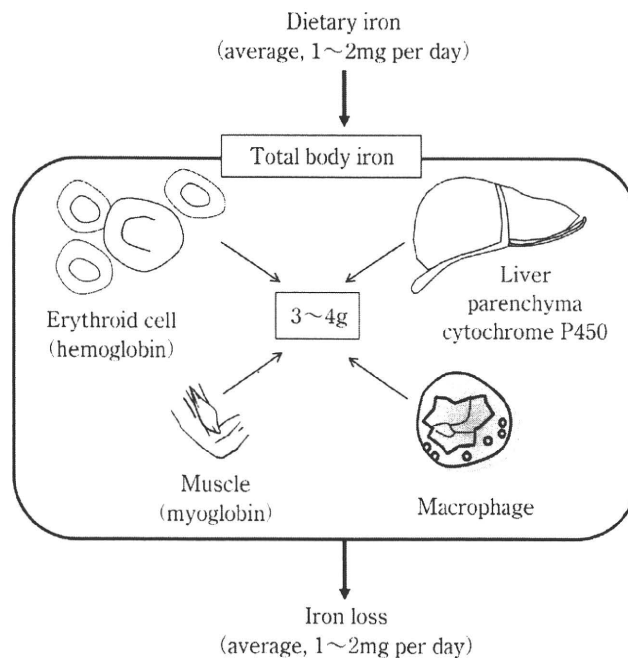 Dietary iron
(average, 1～2mg per day)
Total body iron
Erythroid cell
(hemoglobin)
3～4g
Liver
parenchyma
cytochrome P450
Muscle
(myoglobin)
Macrophage
Iron loss
(average, 1～2mg per day)